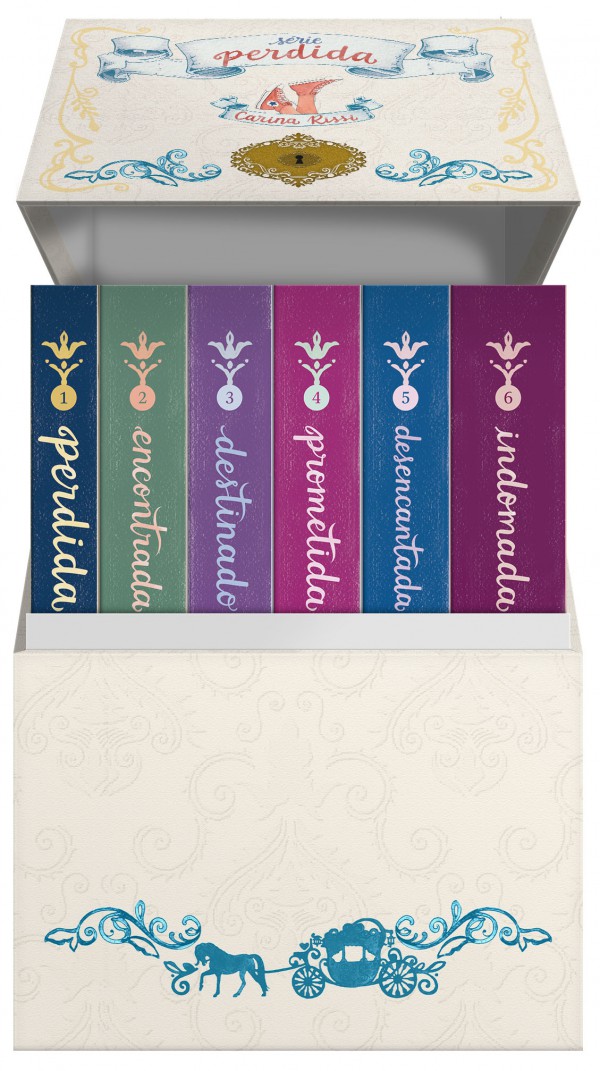 série
perdida
Carina Rissi
1
perdida
2
encontrada
3
destinado
4
prometida
5
desencantada
6
indomada